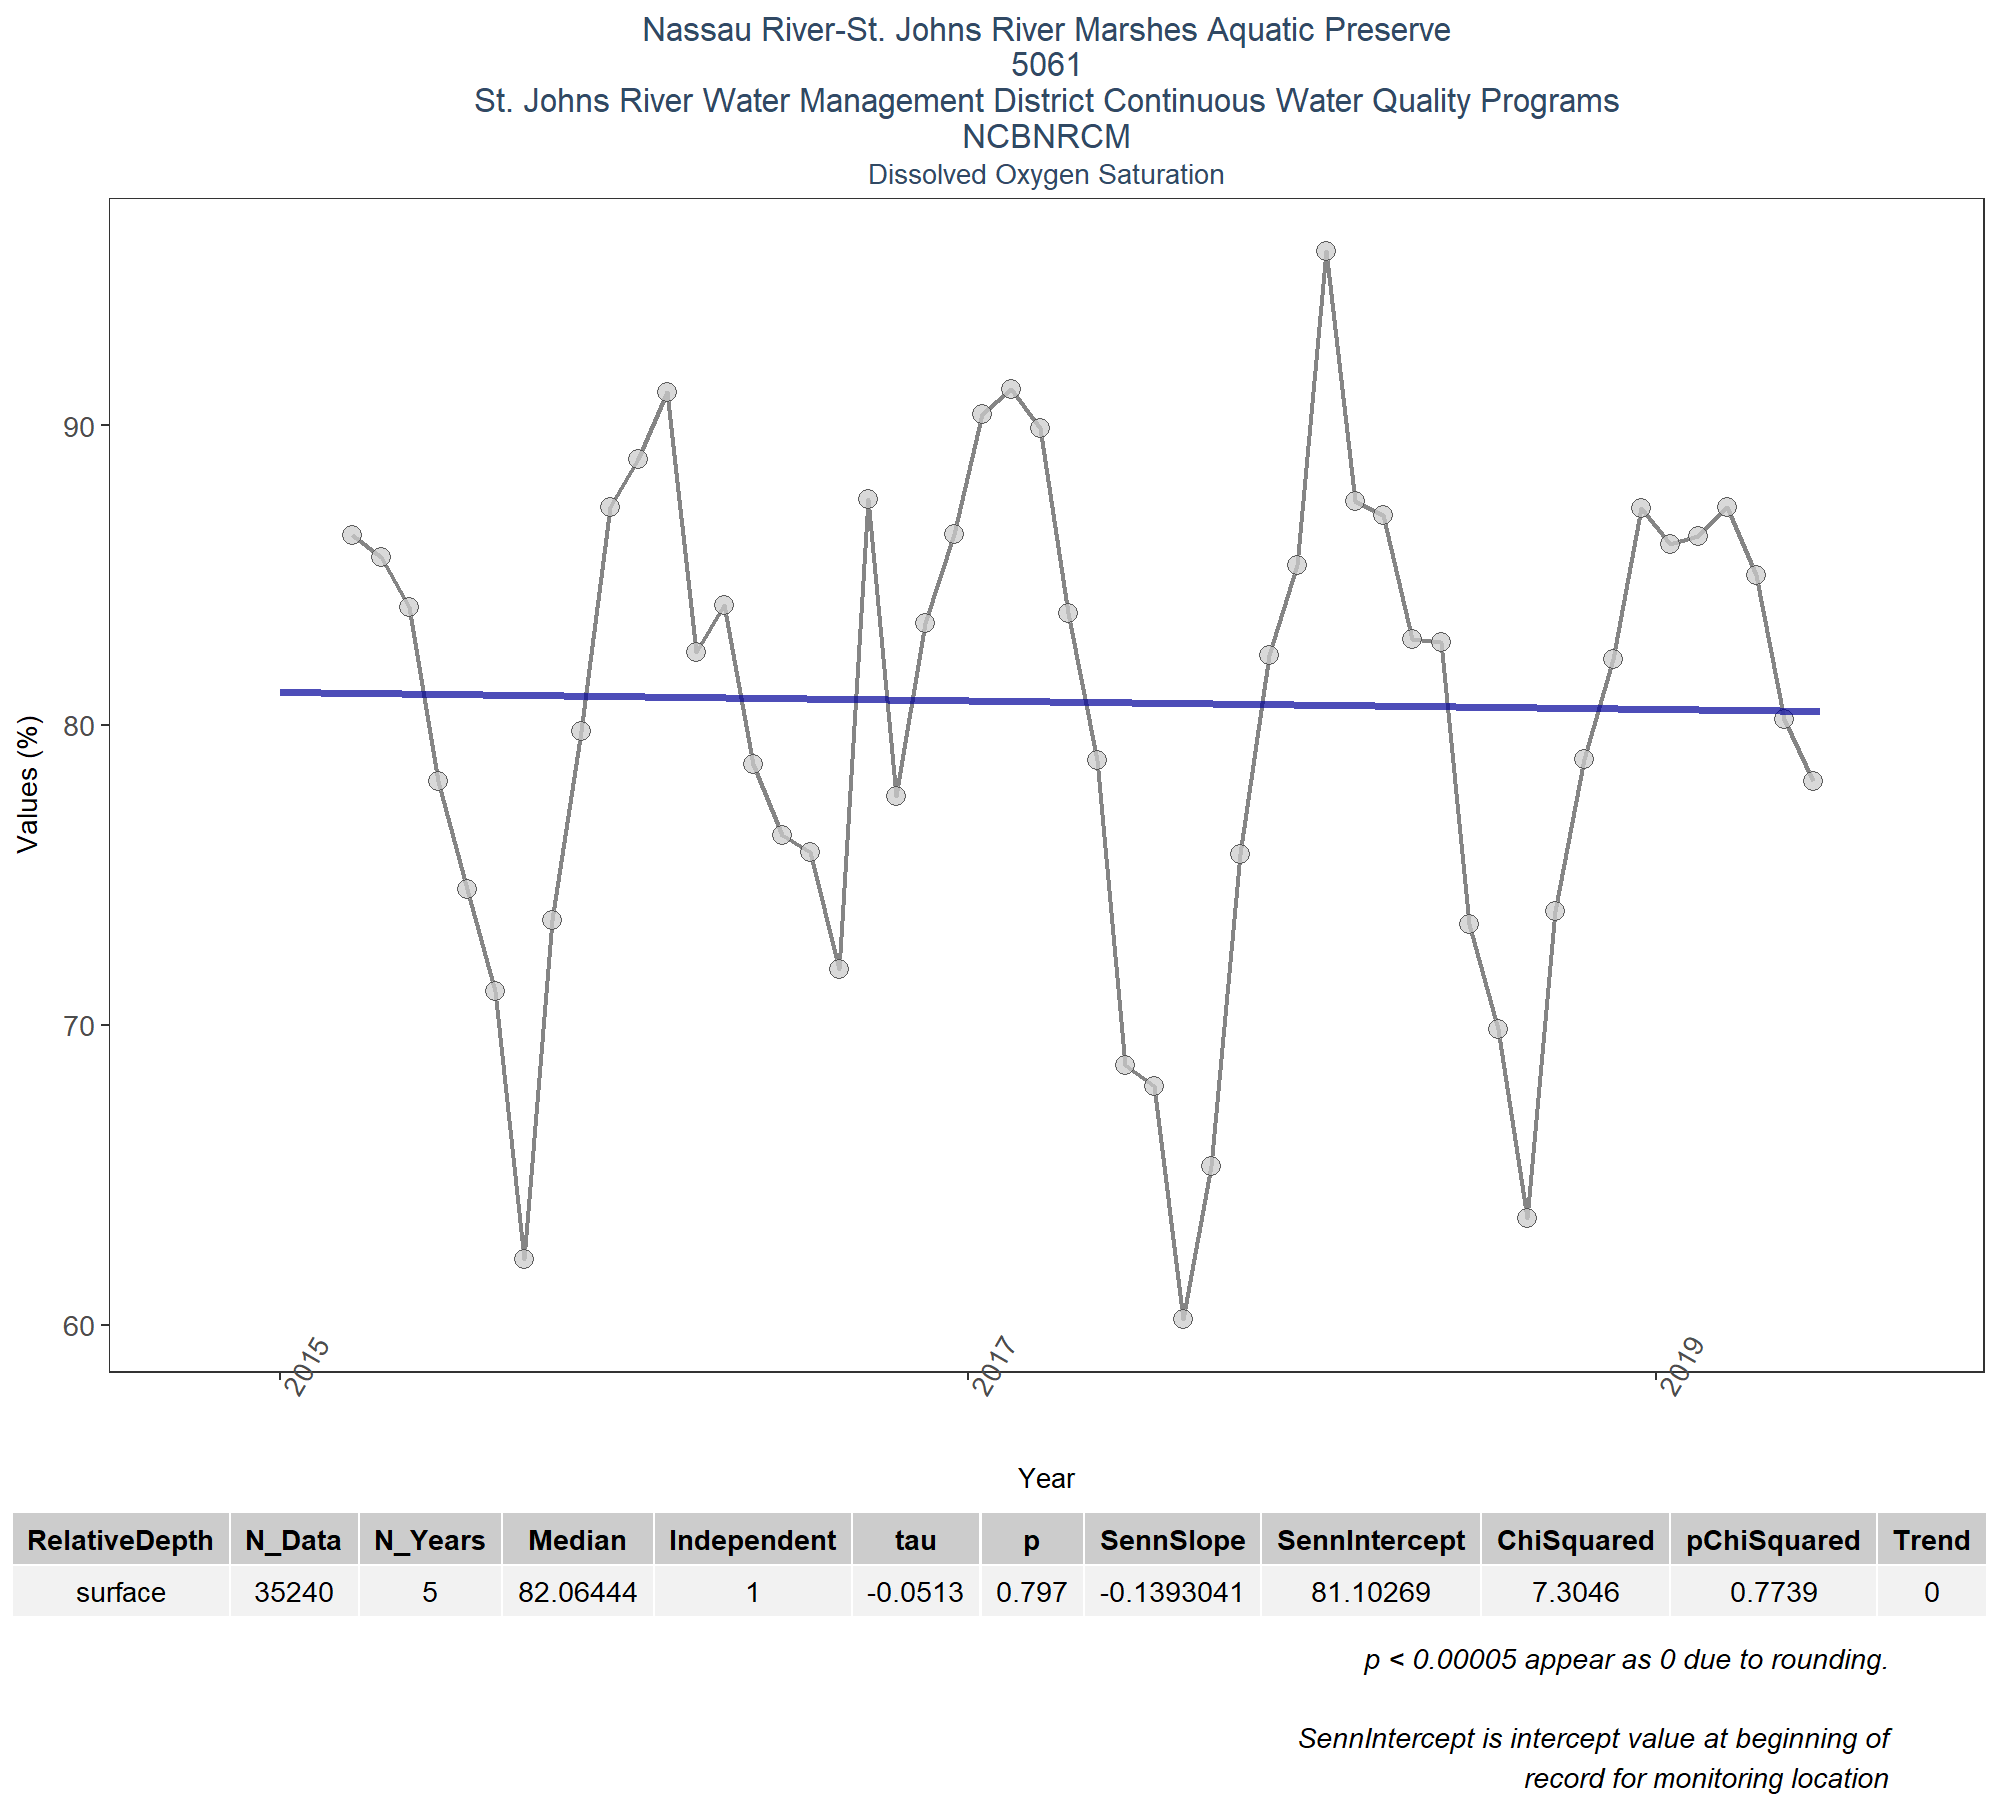 Nassau River-St. Johns River Marshes Aquatic Preserve
5061
St. Johns River Water Management District Continuous Water Quality Programs
NCBNRCM
Dissolved Oxygen Saturation
Values (%)
90
80
70
60
2015 2017 2019
Year
RelativeDepth N_Data N_Years Median Independent tau p SennSlope SennIntercept ChiSquared pChiSquared Trend
surface 35240 5 82.06444 1 -0.0513 0.797 -0.1393041 81.10269 7.3046 0.7739 0
p < 0.00005 appear as 0 due to rounding.
SennIntercept is intercept value at beginning of
record for monitoring location